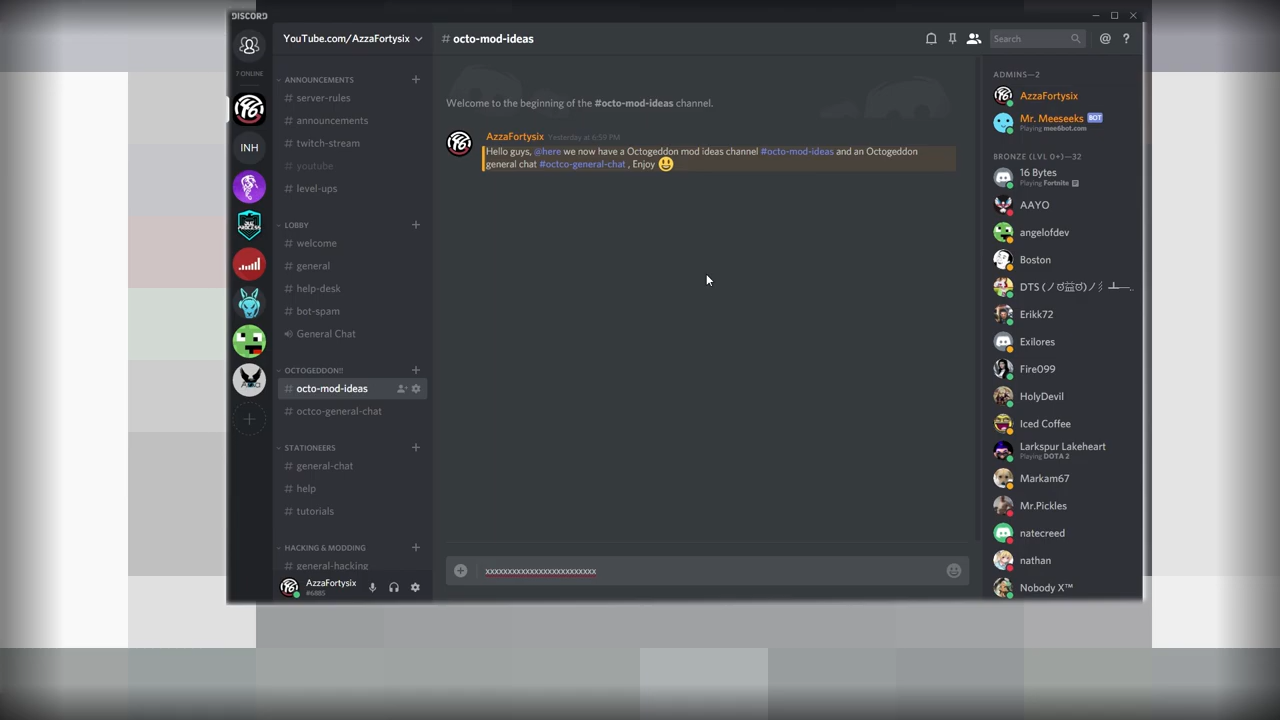 DISCORD
7 ONLINE
INH
YouTube.com/AzzaFortysix
ANNOUNCEMENTS
# server-rules
# announcements
# twitch-stream
# youtube
# level-ups
LOBBY
# welcome
# general
# help-desk
# bot-spam
General Chat
OCTOGEDDON!!
# octo-mod-ideas
# octco-general-chat
STATIONEERS
# general-chat
# help
# tutorials
HACKING & MODDING
# general-hacking
AzzaFortysix
#6885
# octo-mod-ideas
Search
Welcome to the beginning of the #octo-mod-ideas channel.
AzzaFortysix Yesterday at 6:59 PM
Hello guys, @here we now have a Octogeddon mod ideas channel #octo-mod-ideas and an Octogeddon
general chat #octco-general-chat , Enjoy 😃
xxxxxxxxxxxxxxxxxxxxxxxxx
ADMINS—2
AzzaFortysix
Mr. Meeseeks BOT
Playing mee6bot.com
BRONZE (LVL 0+)—32
16 Bytes
Playing Fortnite
AAYO
angelofdev
Boston
DTS
Erikk72
Exilores
Fire099
HolyDevil
Iced Coffee
Larkspur Lakeheart
Playing DOTA 2
Markam67
Mr.Pickles
natecreed
nathan
Nobody X™